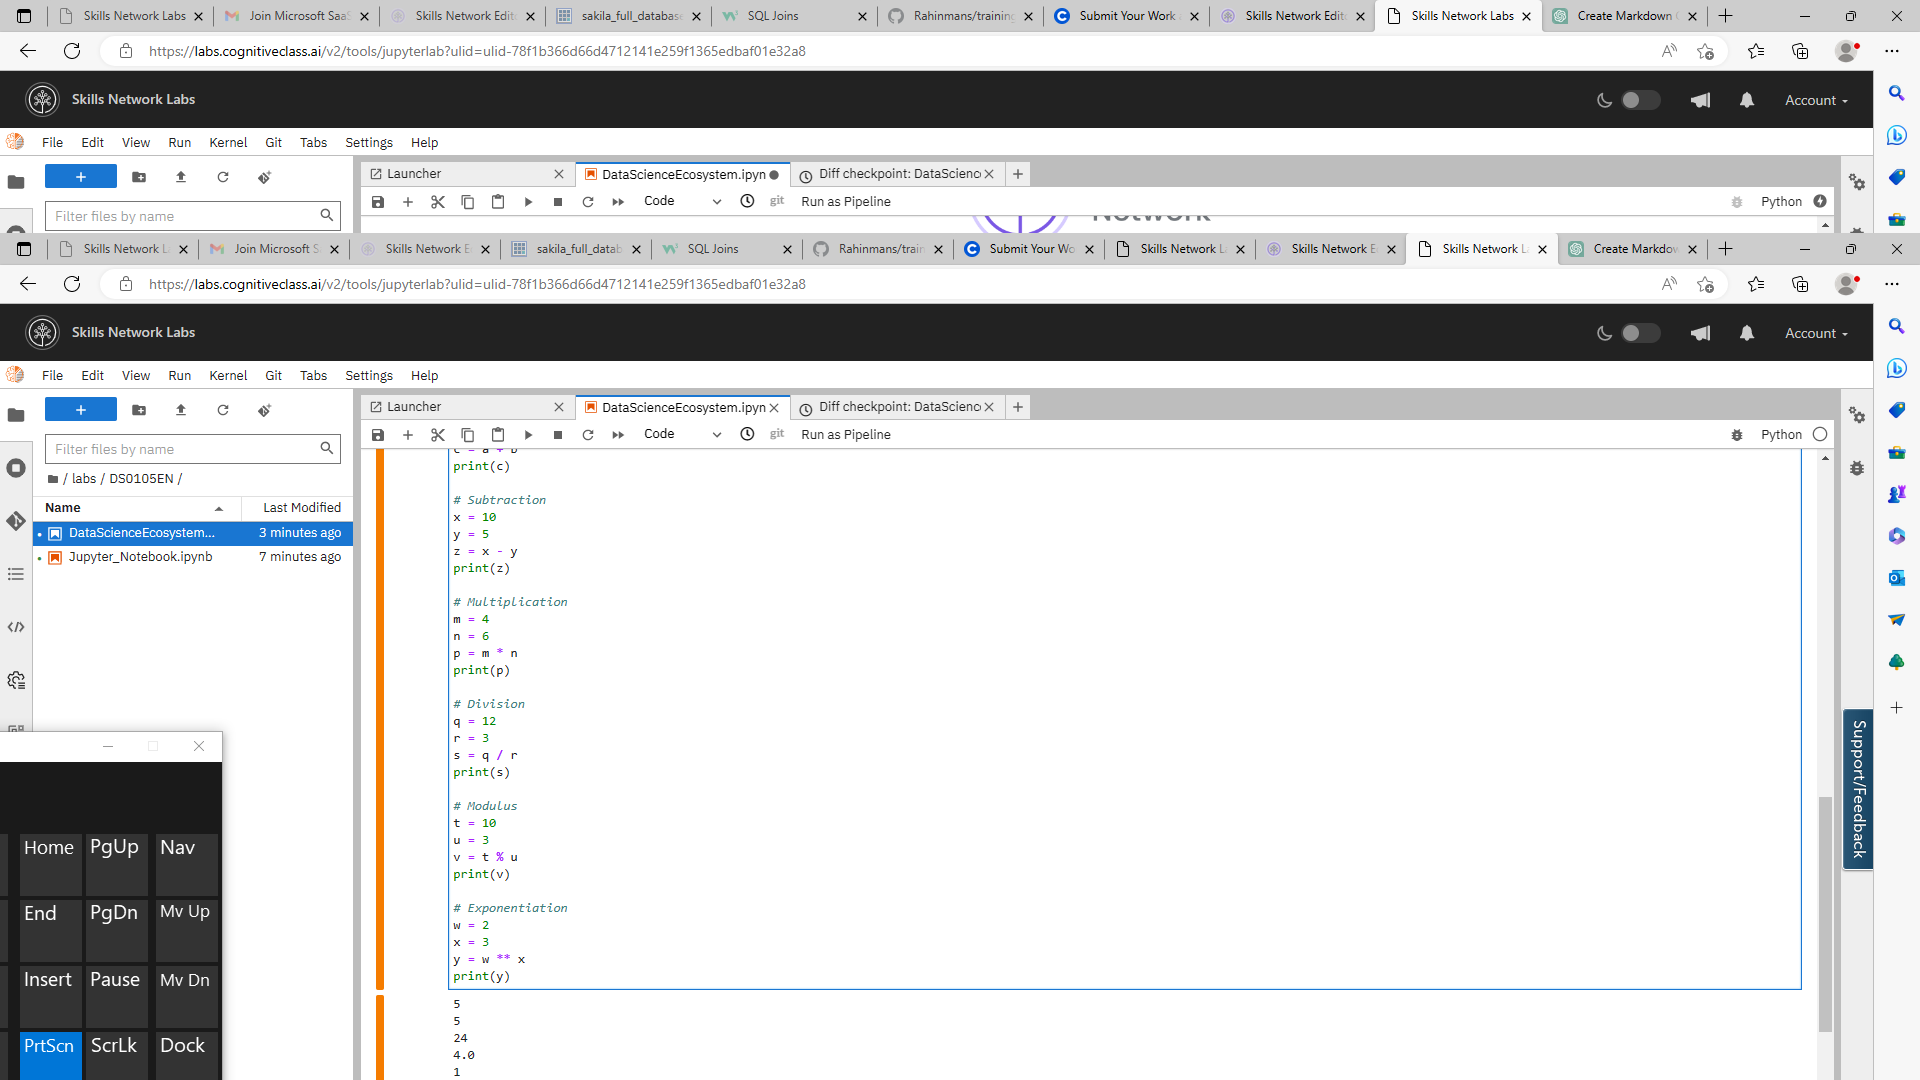 Skills Network Labs
Join Microsoft Saa
Skills Network Edit
sakila_full_database
SQL Joins
Rahinmans/training
Submit Your Work
Skills Network Edit
Skills Network Labs
Create Markdown
https://labs.cognitiveclass.ai/v2/tools/jupyterlab?ulid=ulid-78f1b366d66d4712141e259f1365edbaf01e32a8
Skills Network Labs
Account
File Edit View Run Kernel Git Tabs Settings Help
Launcher
DataScienceEcosystem.ipyn
Diff checkpoint: DataScienc
Filter files by name
Code
git
Run as Pipeline
Python
Network
Skills Network La
Join Microsoft S
Skills Network E
sakila_full_datab
SQL Joins
Rahinmans/train
Submit Your Wo
Skills Network L
Skills Network E
Skills Network La
Create Markdow
https://labs.cognitiveclass.ai/v2/tools/jupyterlab?ulid=ulid-78f1b366d66d4712141e259f1365edbaf01e32a8
Skills Network Labs
Account
File Edit View Run Kernel Git Tabs Settings Help
Launcher
DataScienceEcosystem.ipyn
Diff checkpoint: DataScienc
Filter files by name
Code
git
Run as Pipeline
Python
/ labs / DS0105EN /
Name Last Modified
DataScienceEcosystem... 3 minutes ago
Jupyter_Notebook.ipynb 7 minutes ago
c = a + b
print(c)
# Subtraction
x = 10
y = 5
z = x - y
print(z)
# Multiplication
m = 4
n = 6
p = m * n
print(p)
# Division
q = 12
r = 3
s = q / r
print(s)
# Modulus
t = 10
u = 3
v = t % u
print(v)
# Exponentiation
w = 2
x = 3
y = w ** x
print(y)
5
5
24
4.0
1
Support/Feedback
Home PgUp Nav
End PgDn Mv Up
Insert Pause Mv Dn
PrtScn ScrLk Dock